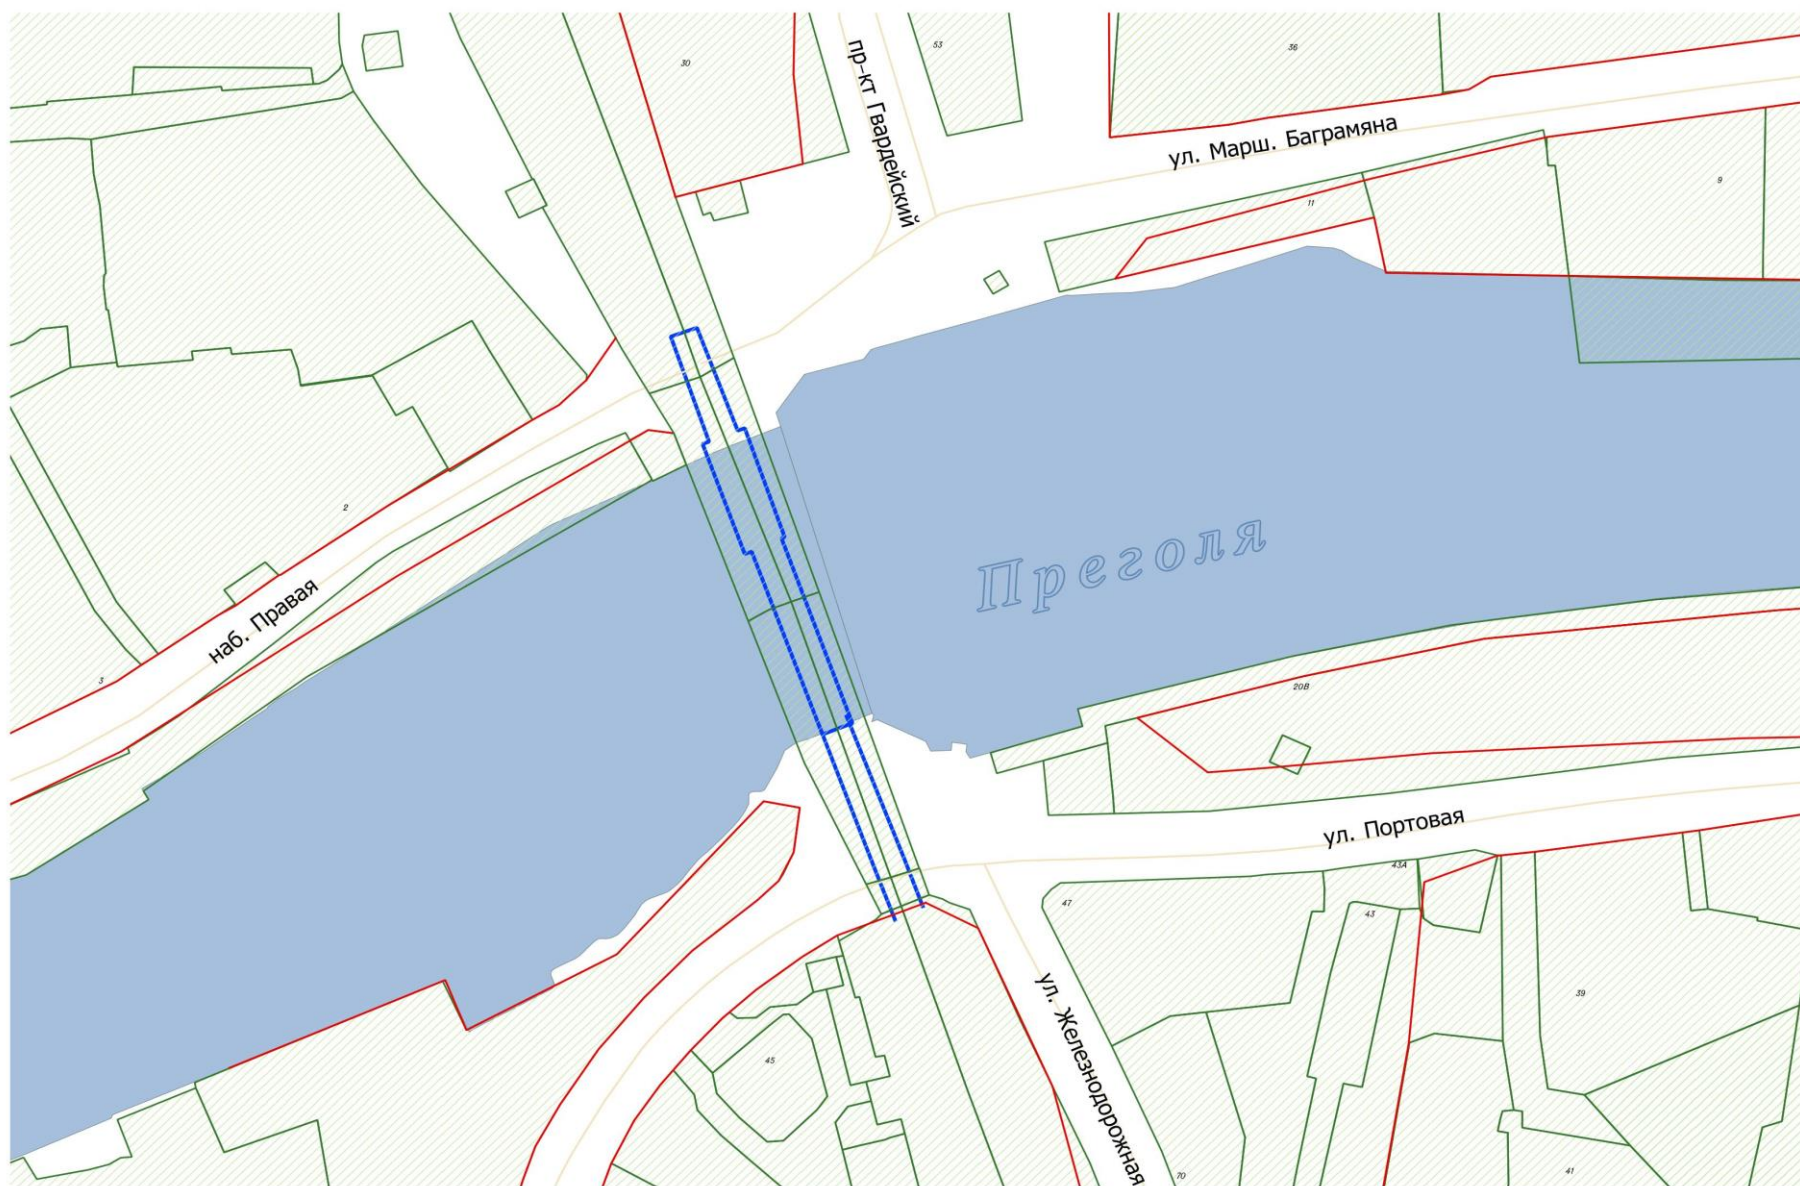 53
36
30
пр-кт Гвардейский
ул. Марш. Баграмяна
9
11
2
Преголя
наб. Правая
3
20В
ул. Портовая
43А
47
43
ул. Железнодорожная
39
45
41
70